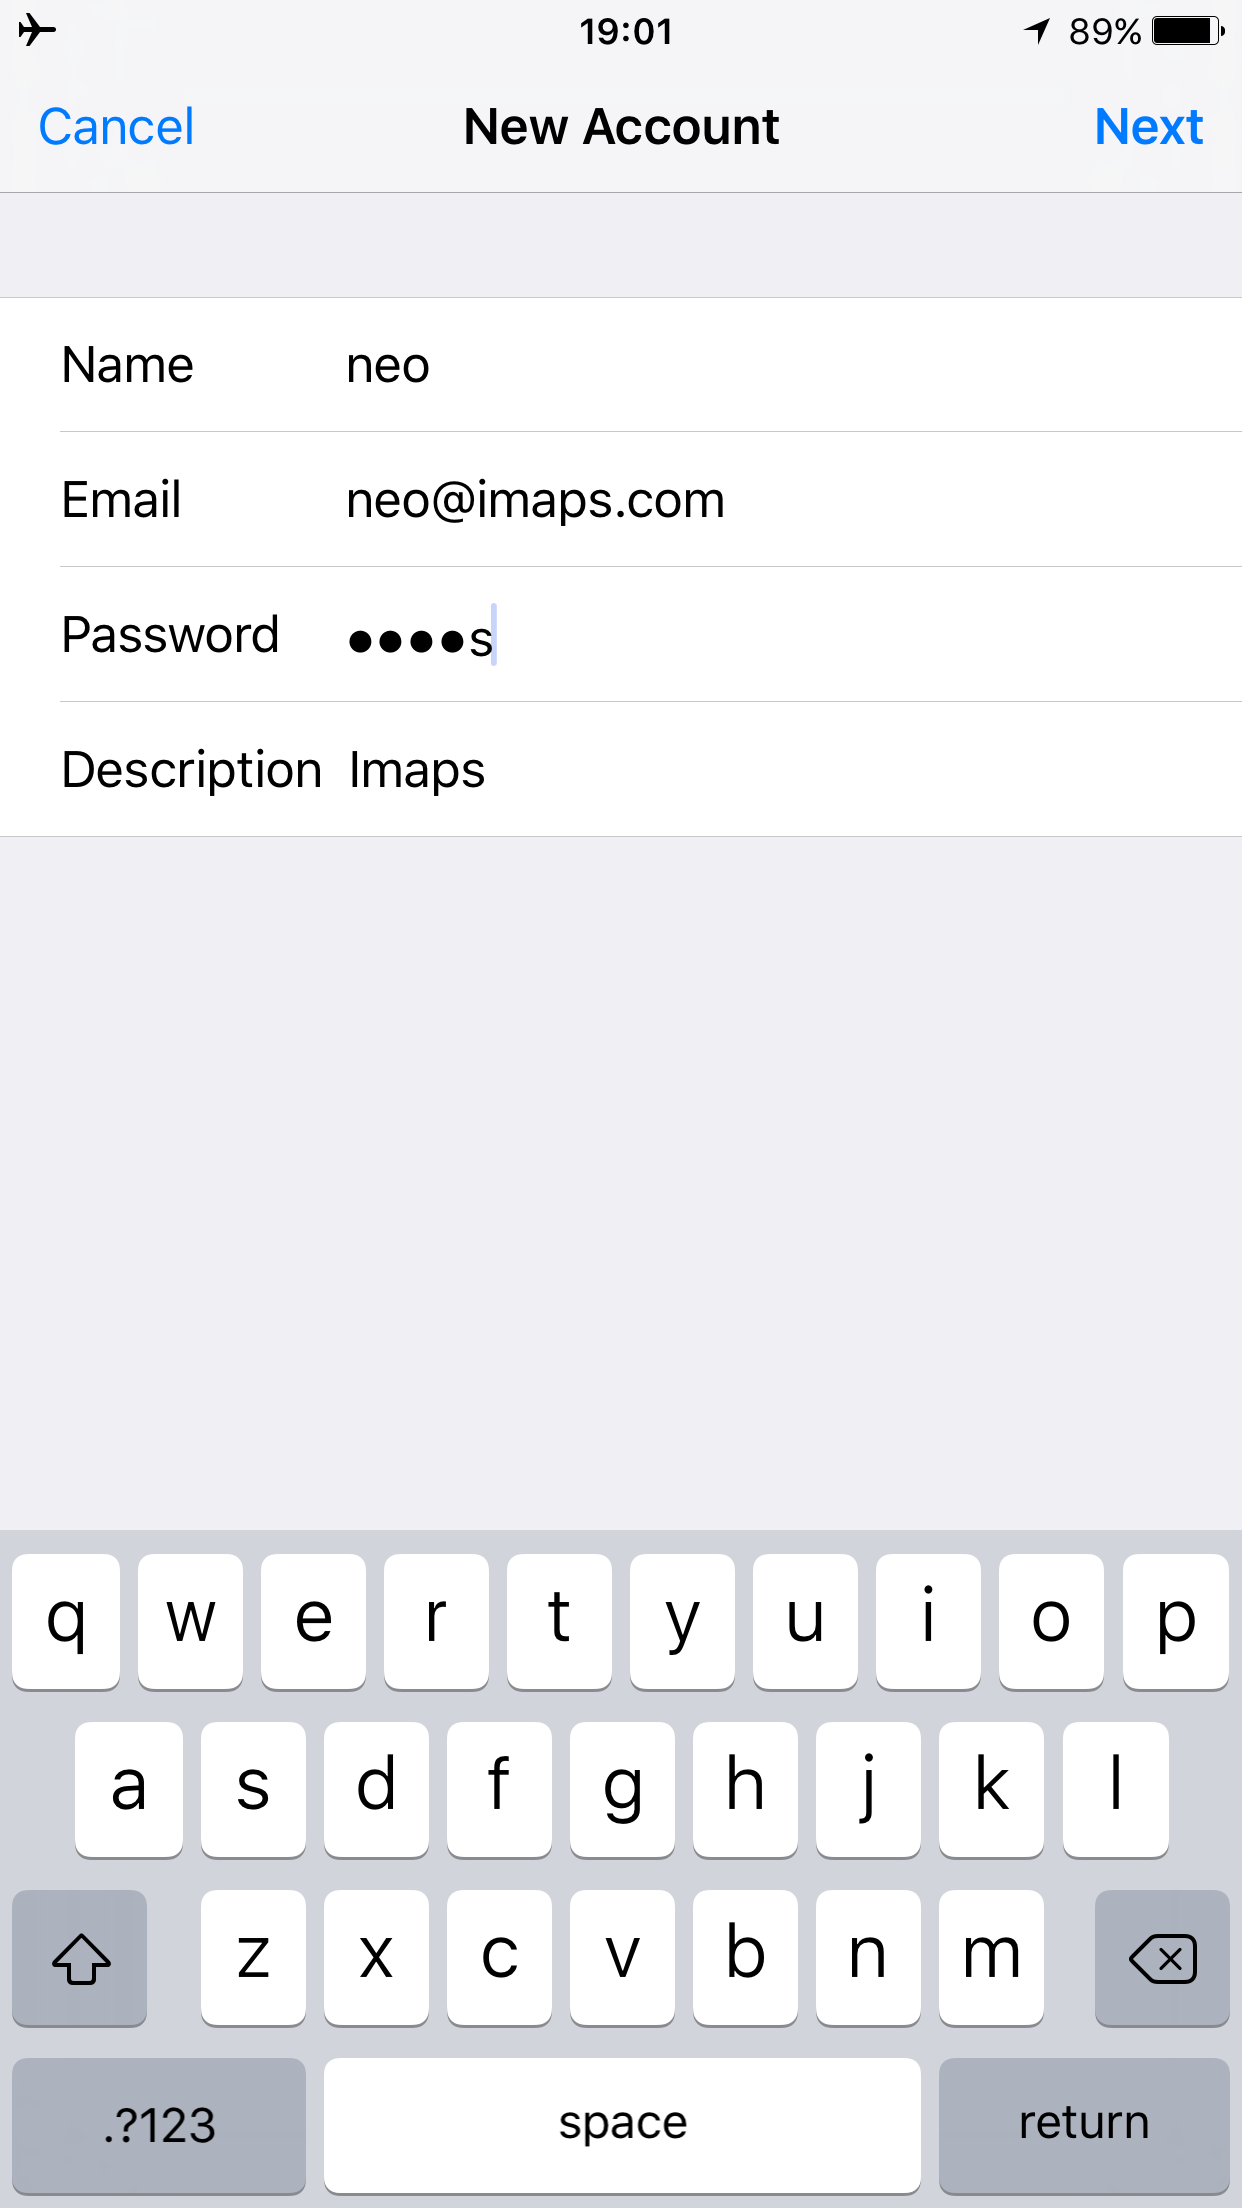 19:01 89%
Cancel New Account Next
Name neo
Email neo@imaps.com
Password ●●●●s
Description Imaps
q w e r t y u i o p
a s d f g h j k l
z x c v b n m
.?123 space return